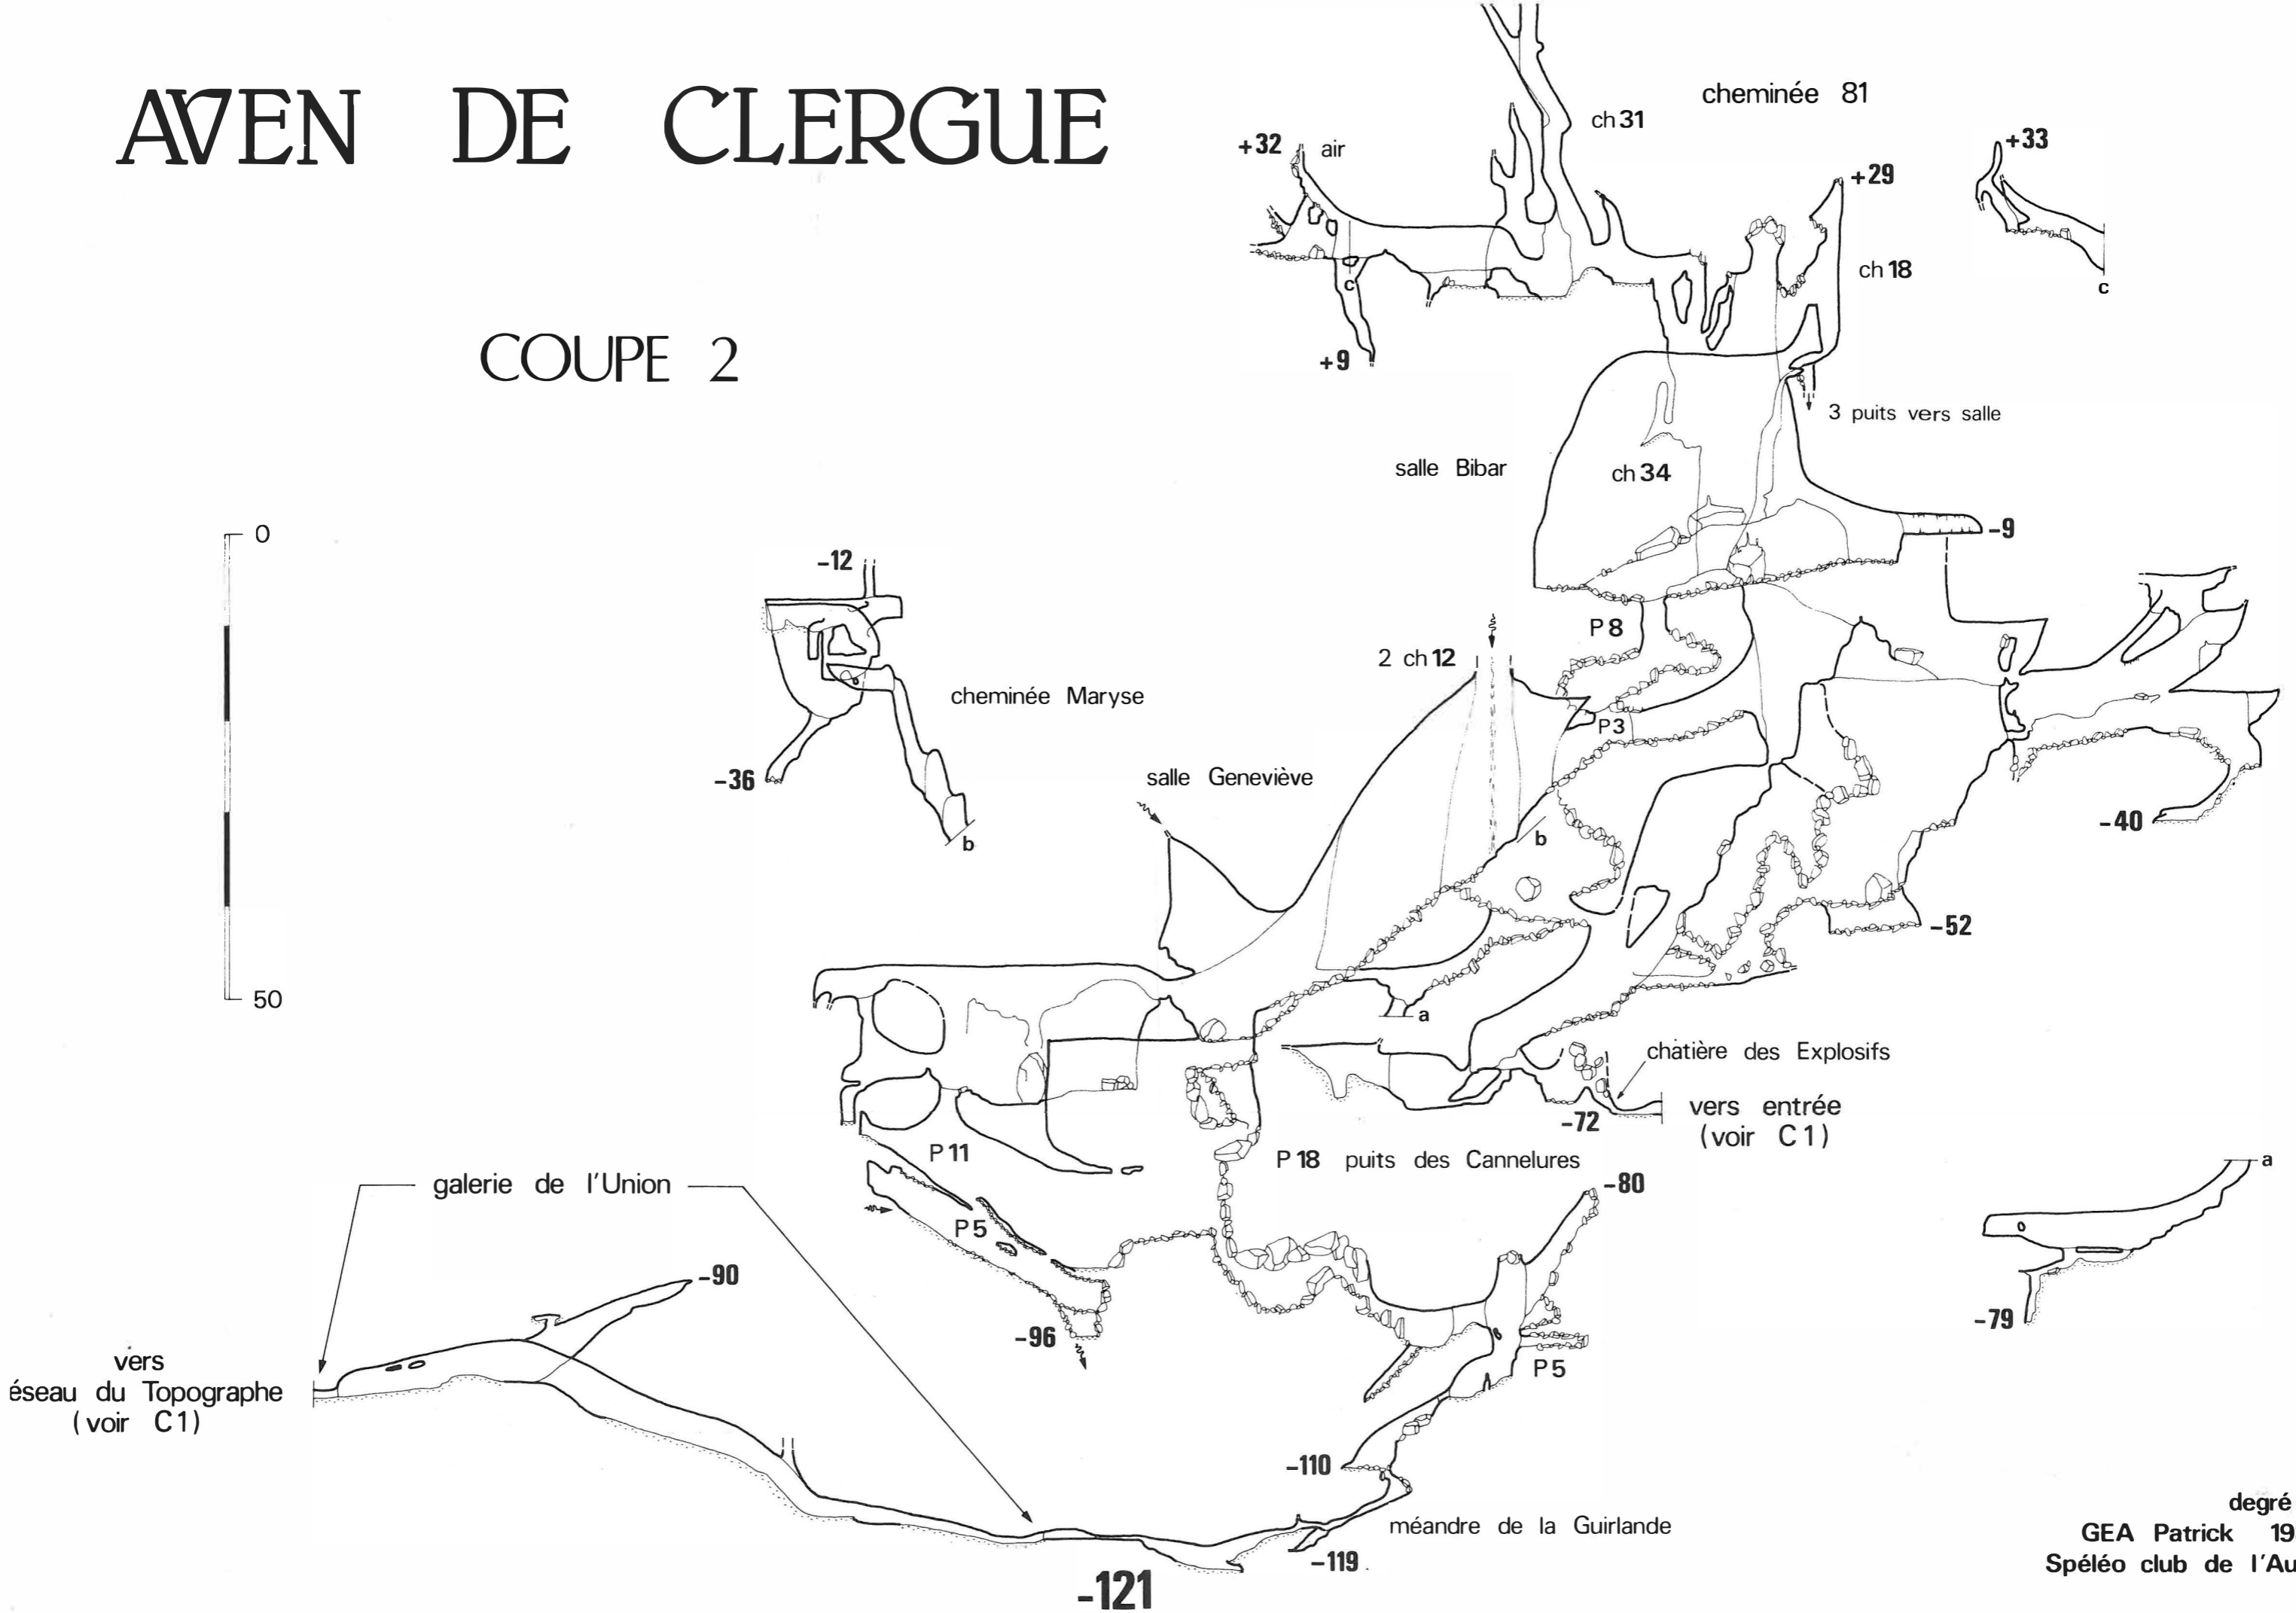 AVEN DE CLERGUE
COUPE 2
cheminée 81
ch 31
+32
air
+33
+29
ch 18
c
c
+9
3 puits vers salle
salle Bibar
ch 34
-9
0
-12
P 8
2 ch 12
cheminée Maryse
P3
-36
salle Geneviève
-40
b
b
-52
50
a
chatière des Explosifs
vers entrée
(voir C1)
-72
P 11
P 18 puits des Cannelures
a
galerie de l'Union
-80
P 5
-90
-79
-96
vers
éseau du Topographe
(voir C1)
P 5
-110
méandre de la Guirlande
-119
-121
degré
GEA Patrick 19
Spéléo club de l'Au